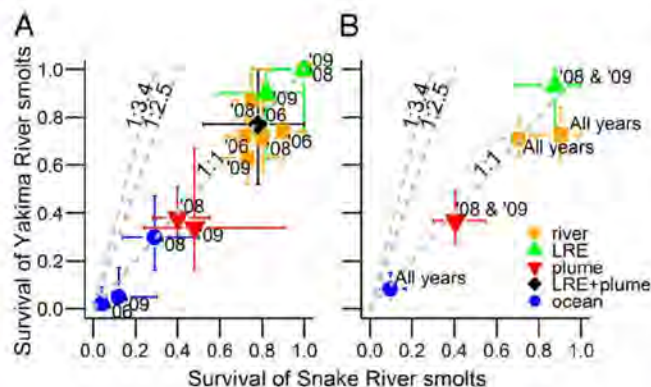 A
B
Survival of Yakima River smolts
1.0
0.8
0.6
0.4
0.2
0.0
0.0 0.2 0.4 0.6 0.8 1.0
0.0 0.2 0.4 0.6 0.8 1.0
Survival of Snake River smolts
1:3.4
1:2.5
1:1
'09
'08
'09
'08
'06
'06
'06
'08
'09
'08
'09
'08
'09
'06
1:3.4
1:2.5
1:1
'08 & '09
All years
All years
'08 & '09
All years
river
LRE
plume
LRE+plume
ocean